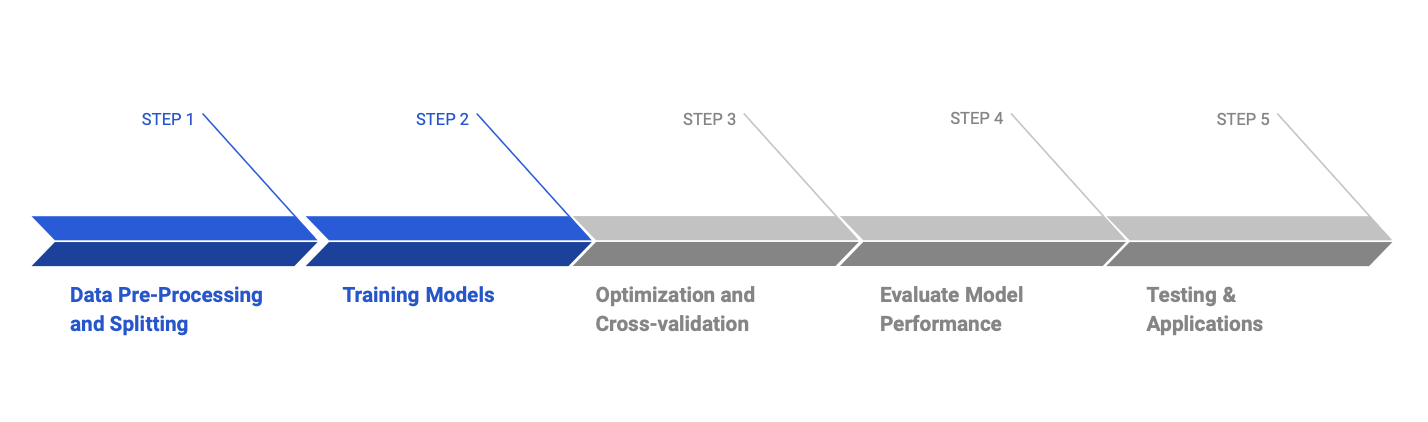 STEP 1
STEP 2
STEP 3
STEP 4
STEP 5
Data Pre-Processing
and Splitting
Training Models
Optimization and
Cross-validation
Evaluate Model
Performance
Testing &
Applications